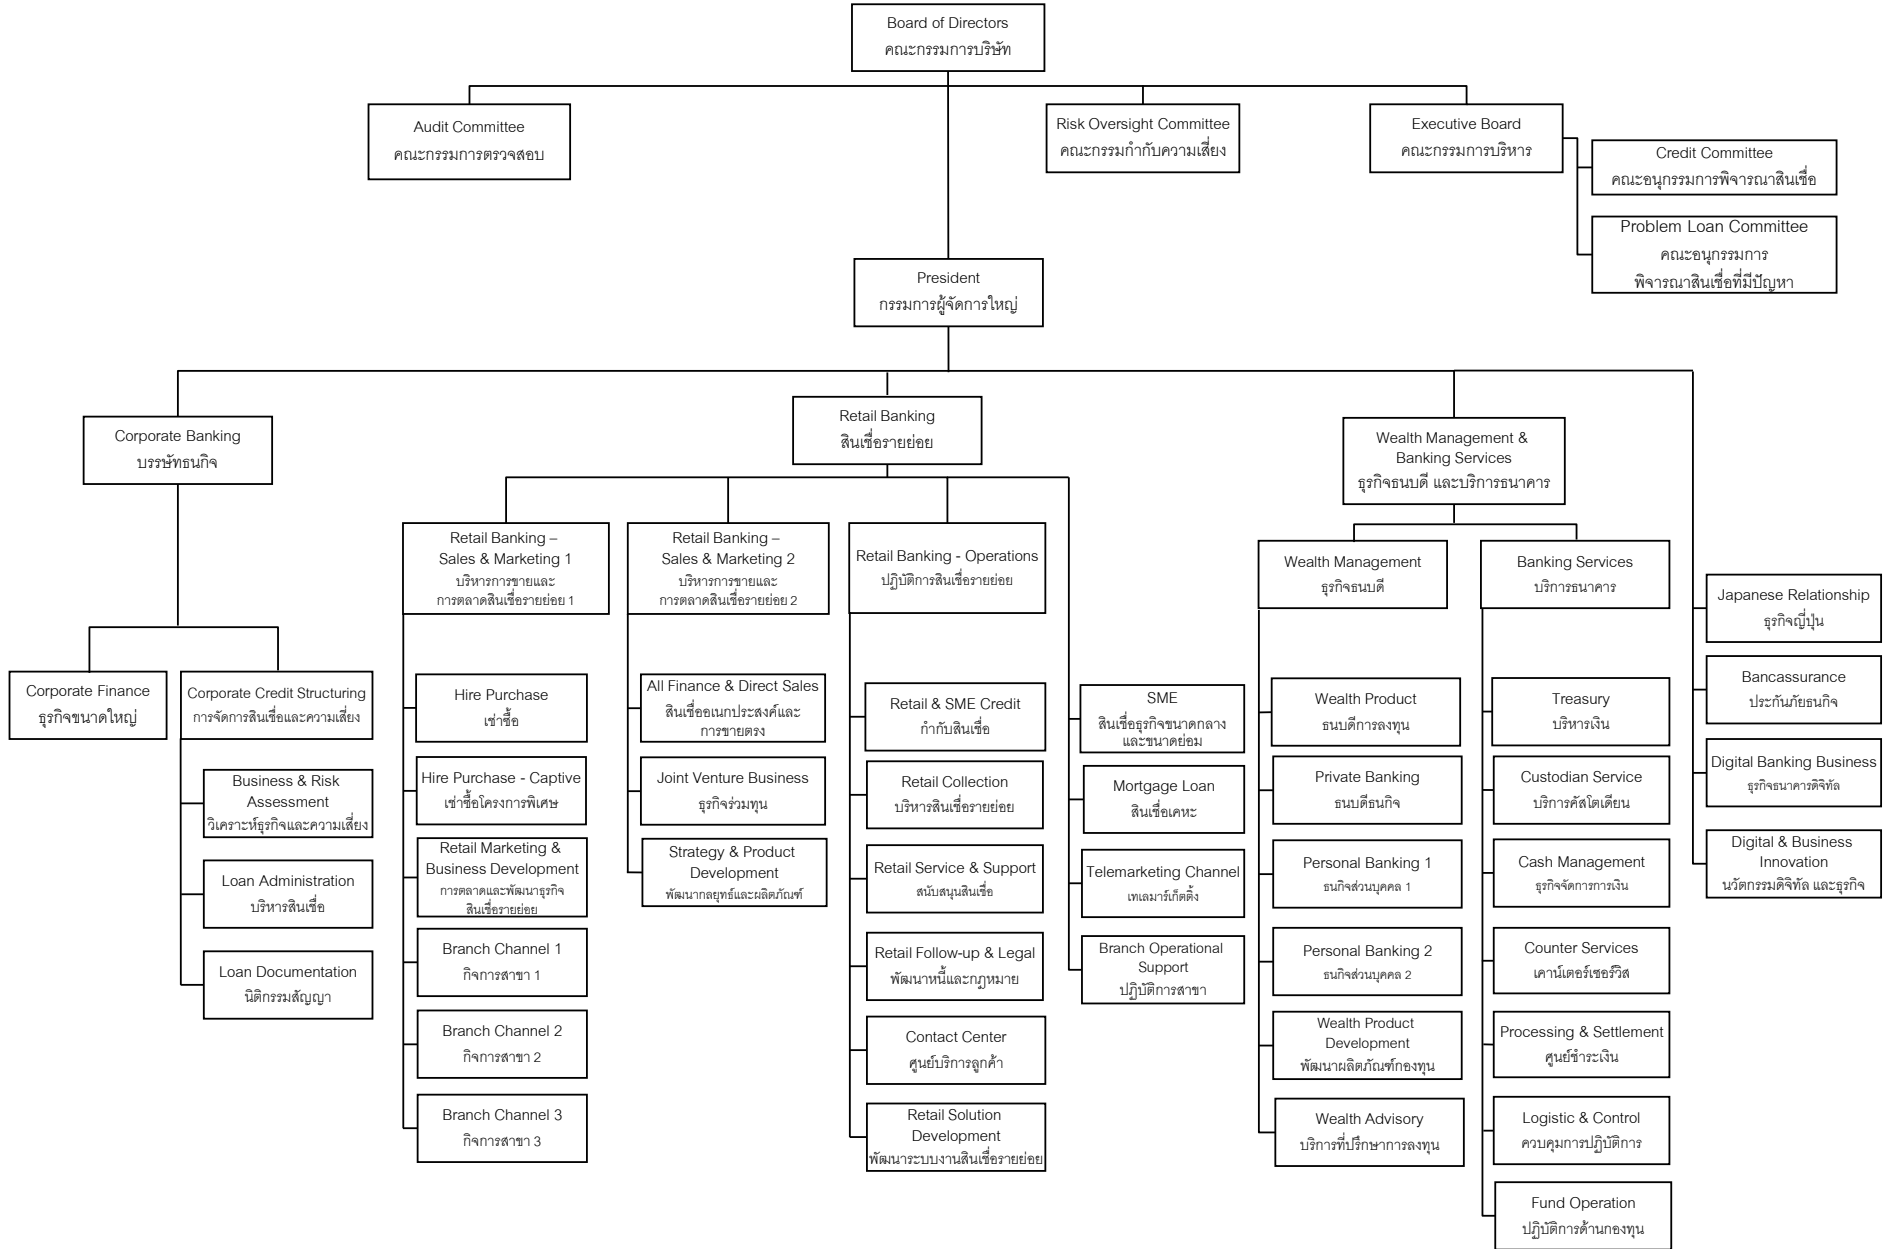 Board of Directors
คณะกรรมการบริษัท
Audit Committee
คณะกรรมการตรวจสอบ
Risk Oversight Committee
คณะกรรมกำกับความเสี่ยง
Executive Board
คณะกรรมการบริหาร
Credit Committee
คณะอนุกรรมการพิจารณาสินเชื่อ
Problem Loan Committee
คณะอนุกรรมการ
พิจารณาสินเชื่อที่มีปัญหา
President
กรรมการผู้จัดการใหญ่
Corporate Banking
บรรษัทธนกิจ
Corporate Finance
ธุรกิจขนาดใหญ่
Corporate Credit Structuring
การจัดการสินเชื่อและความเสี่ยง
Business & Risk
Assessment
วิเคราะห์ธุรกิจและความเสี่ยง
Loan Administration
บริหารสินเชื่อ
Loan Documentation
นิติกรรมสัญญา
Retail Banking
สินเชื่อรายย่อย
Retail Banking –
Sales & Marketing 1
บริหารการขายและ
การตลาดสินเชื่อรายย่อย 1
Hire Purchase
เช่าซื้อ
Hire Purchase - Captive
เช่าซื้อโครงการพิเศษ
Retail Marketing &
Business Development
การตลาดและพัฒนาธุรกิจ
สินเชื่อรายย่อย
Branch Channel 1
กิจการสาขา 1
Branch Channel 2
กิจการสาขา 2
Branch Channel 3
กิจการสาขา 3
Retail Banking –
Sales & Marketing 2
บริหารการขายและ
การตลาดสินเชื่อรายย่อย 2
All Finance & Direct Sales
สินเชื่ออเนกประสงค์และ
การขายตรง
Joint Venture Business
ธุรกิจร่วมทุน
Strategy & Product
Development
พัฒนากลยุทธ์และผลิตภัณฑ์
Retail Banking - Operations
ปฏิบัติการสินเชื่อรายย่อย
Retail & SME Credit
กำกับสินเชื่อ
Retail Collection
บริหารสินเชื่อรายย่อย
Retail Service & Support
สนับสนุนสินเชื่อ
Retail Follow-up & Legal
พัฒนาหนี้และกฎหมาย
Contact Center
ศูนย์บริการลูกค้า
Retail Solution
Development
พัฒนาระบบงานสินเชื่อรายย่อย
SME
สินเชื่อธุรกิจขนาดกลาง
และขนาดย่อม
Mortgage Loan
สินเชื่อเคหะ
Telemarketing Channel
เทเลมาร์เก็ตติ้ง
Branch Operational
Support
ปฏิบัติการสาขา
Wealth Management &
Banking Services
ธุรกิจธนบดี และบริการธนาคาร
Wealth Management
ธุรกิจธนบดี
Wealth Product
ธนบดีการลงทุน
Private Banking
ธนบดีธนกิจ
Personal Banking 1
ธนกิจส่วนบุคคล 1
Personal Banking 2
ธนกิจส่วนบุคคล 2
Wealth Product
Development
พัฒนาผลิตภัณฑ์กองทุน
Wealth Advisory
บริการที่ปรึกษาการลงทุน
Banking Services
บริการธนาคาร
Treasury
บริหารเงิน
Custodian Service
บริการคัสโตเดียน
Cash Management
ธุรกิจจัดการการเงิน
Counter Services
เคาน์เตอร์เซอร์วิส
Processing & Settlement
ศูนย์ชำระเงิน
Logistic & Control
ควบคุมการปฏิบัติการ
Fund Operation
ปฏิบัติการด้านกองทุน
Japanese Relationship
ธุรกิจญี่ปุ่น
Bancassurance
ประกันภัยธนกิจ
Digital Banking Business
ธุรกิจธนาคารดิจิทัล
Digital & Business
Innovation
นวัตกรรมดิจิทัล และธุรกิจ